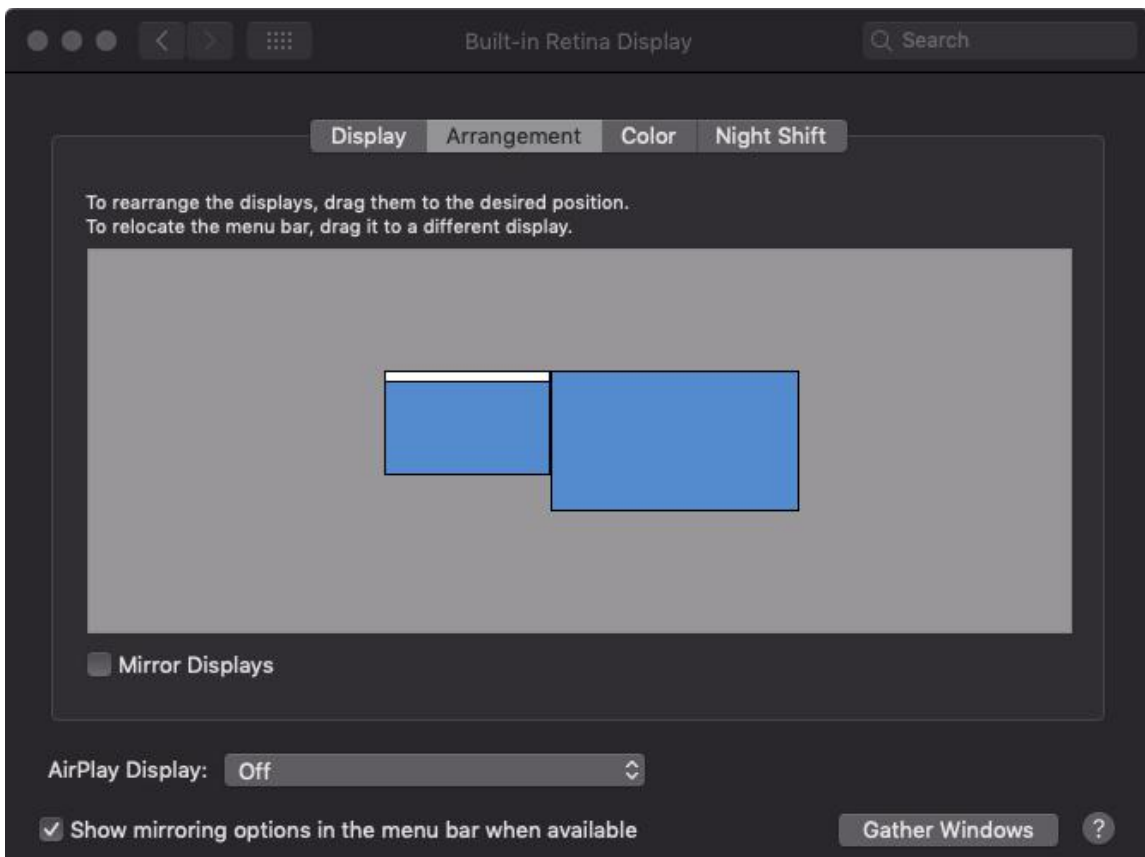 Built-in Retina Display
Search
Display Arrangement Color Night Shift
To rearrange the displays, drag them to the desired position.
To relocate the menu bar, drag it to a different display.
Mirror Displays
AirPlay Display: Off
Show mirroring options in the menu bar when available
Gather Windows ?